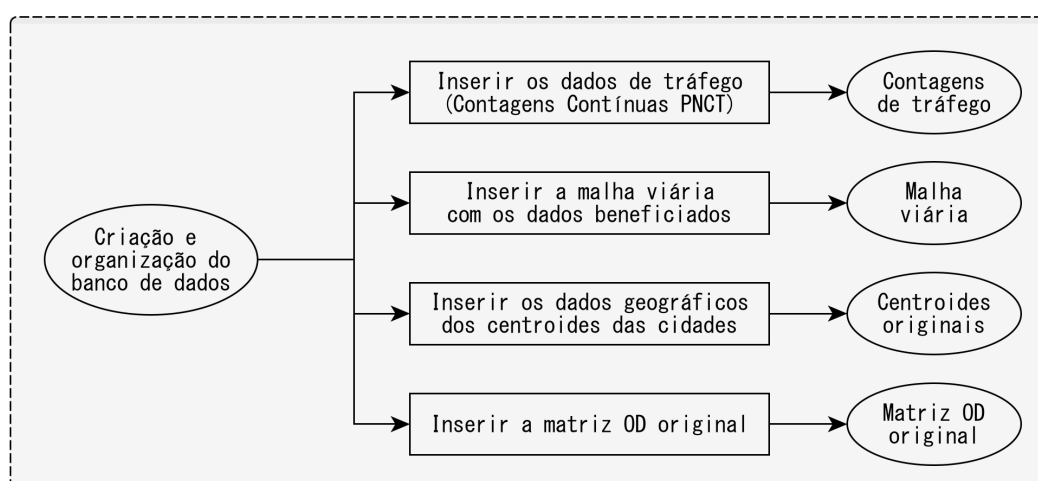 Criação e
organização do
banco de dados
Inserir os dados de tráfego
(Contagens Contínuas PNCT)
Contagens
de tráfego
Inserir a malha viária
com os dados beneficiados
Malha
viária
Inserir os dados geográficos
dos centroides das cidades
Centroides
originais
Inserir a matriz OD original
Matriz OD
original